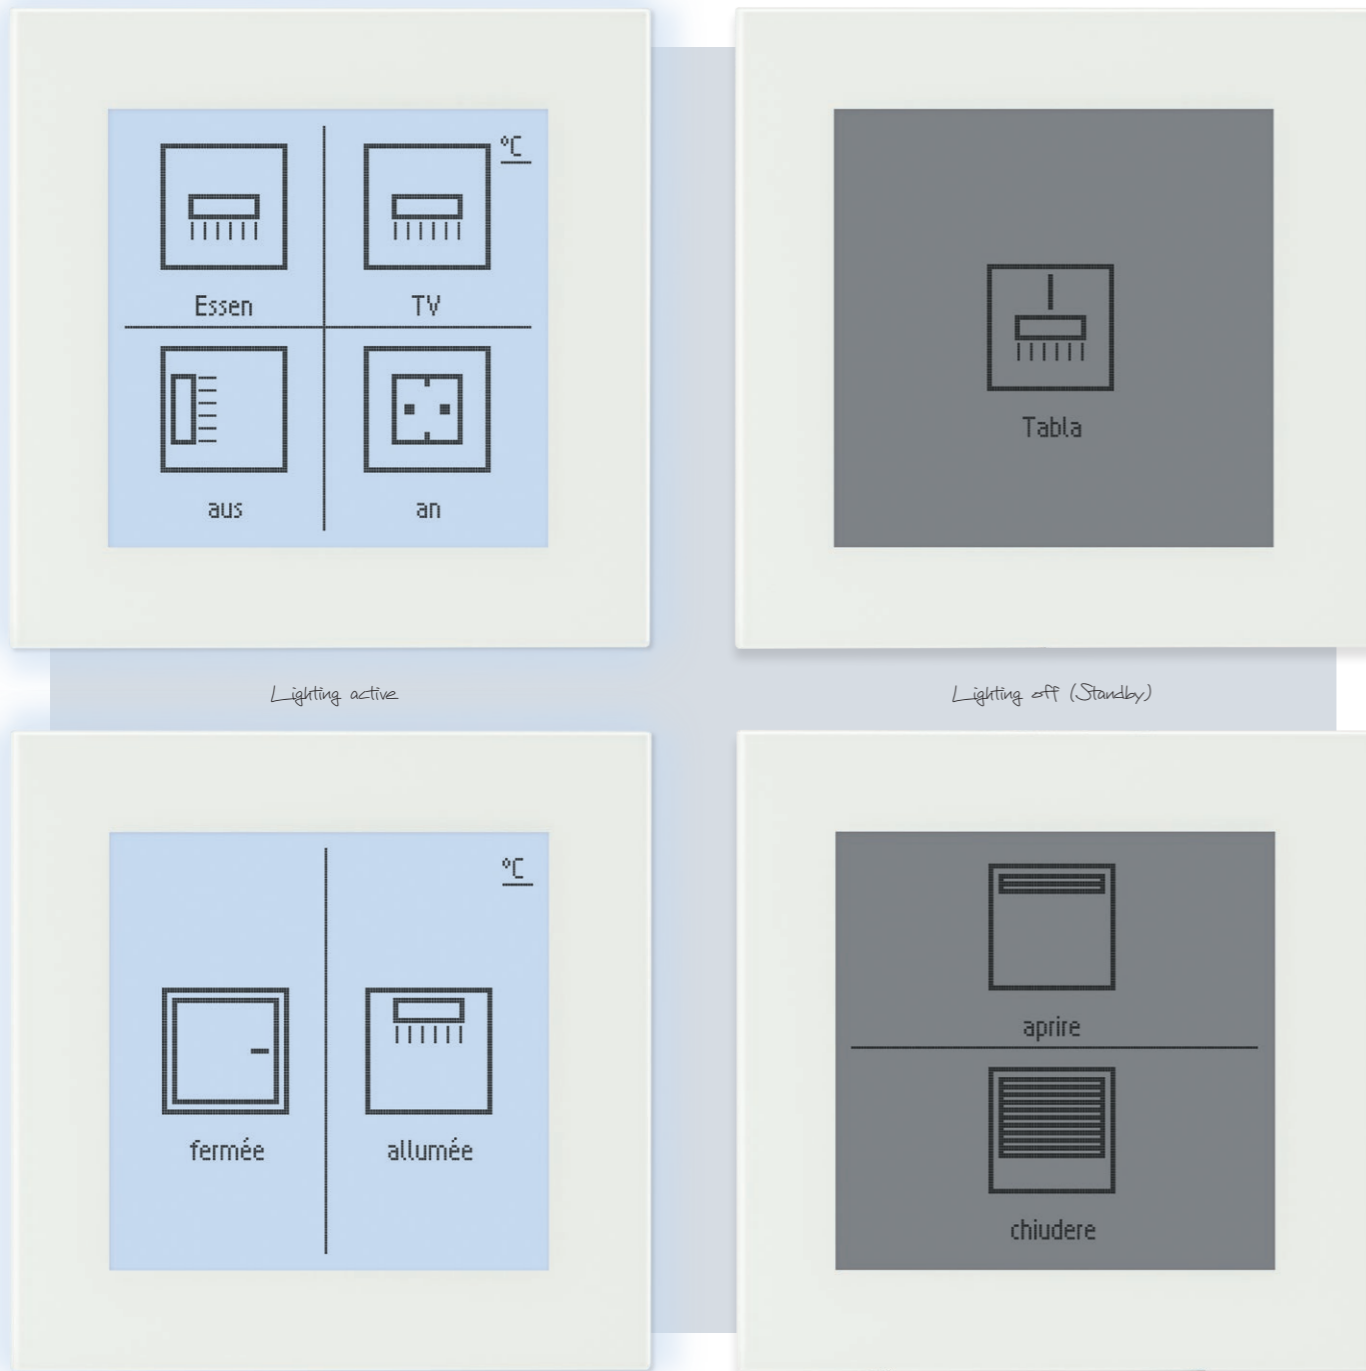 °C
Essen
TV
aus
an
Tabla
Lighting active
Lighting off (Standby)
°C
fermée
allumée
aprire
chiudere